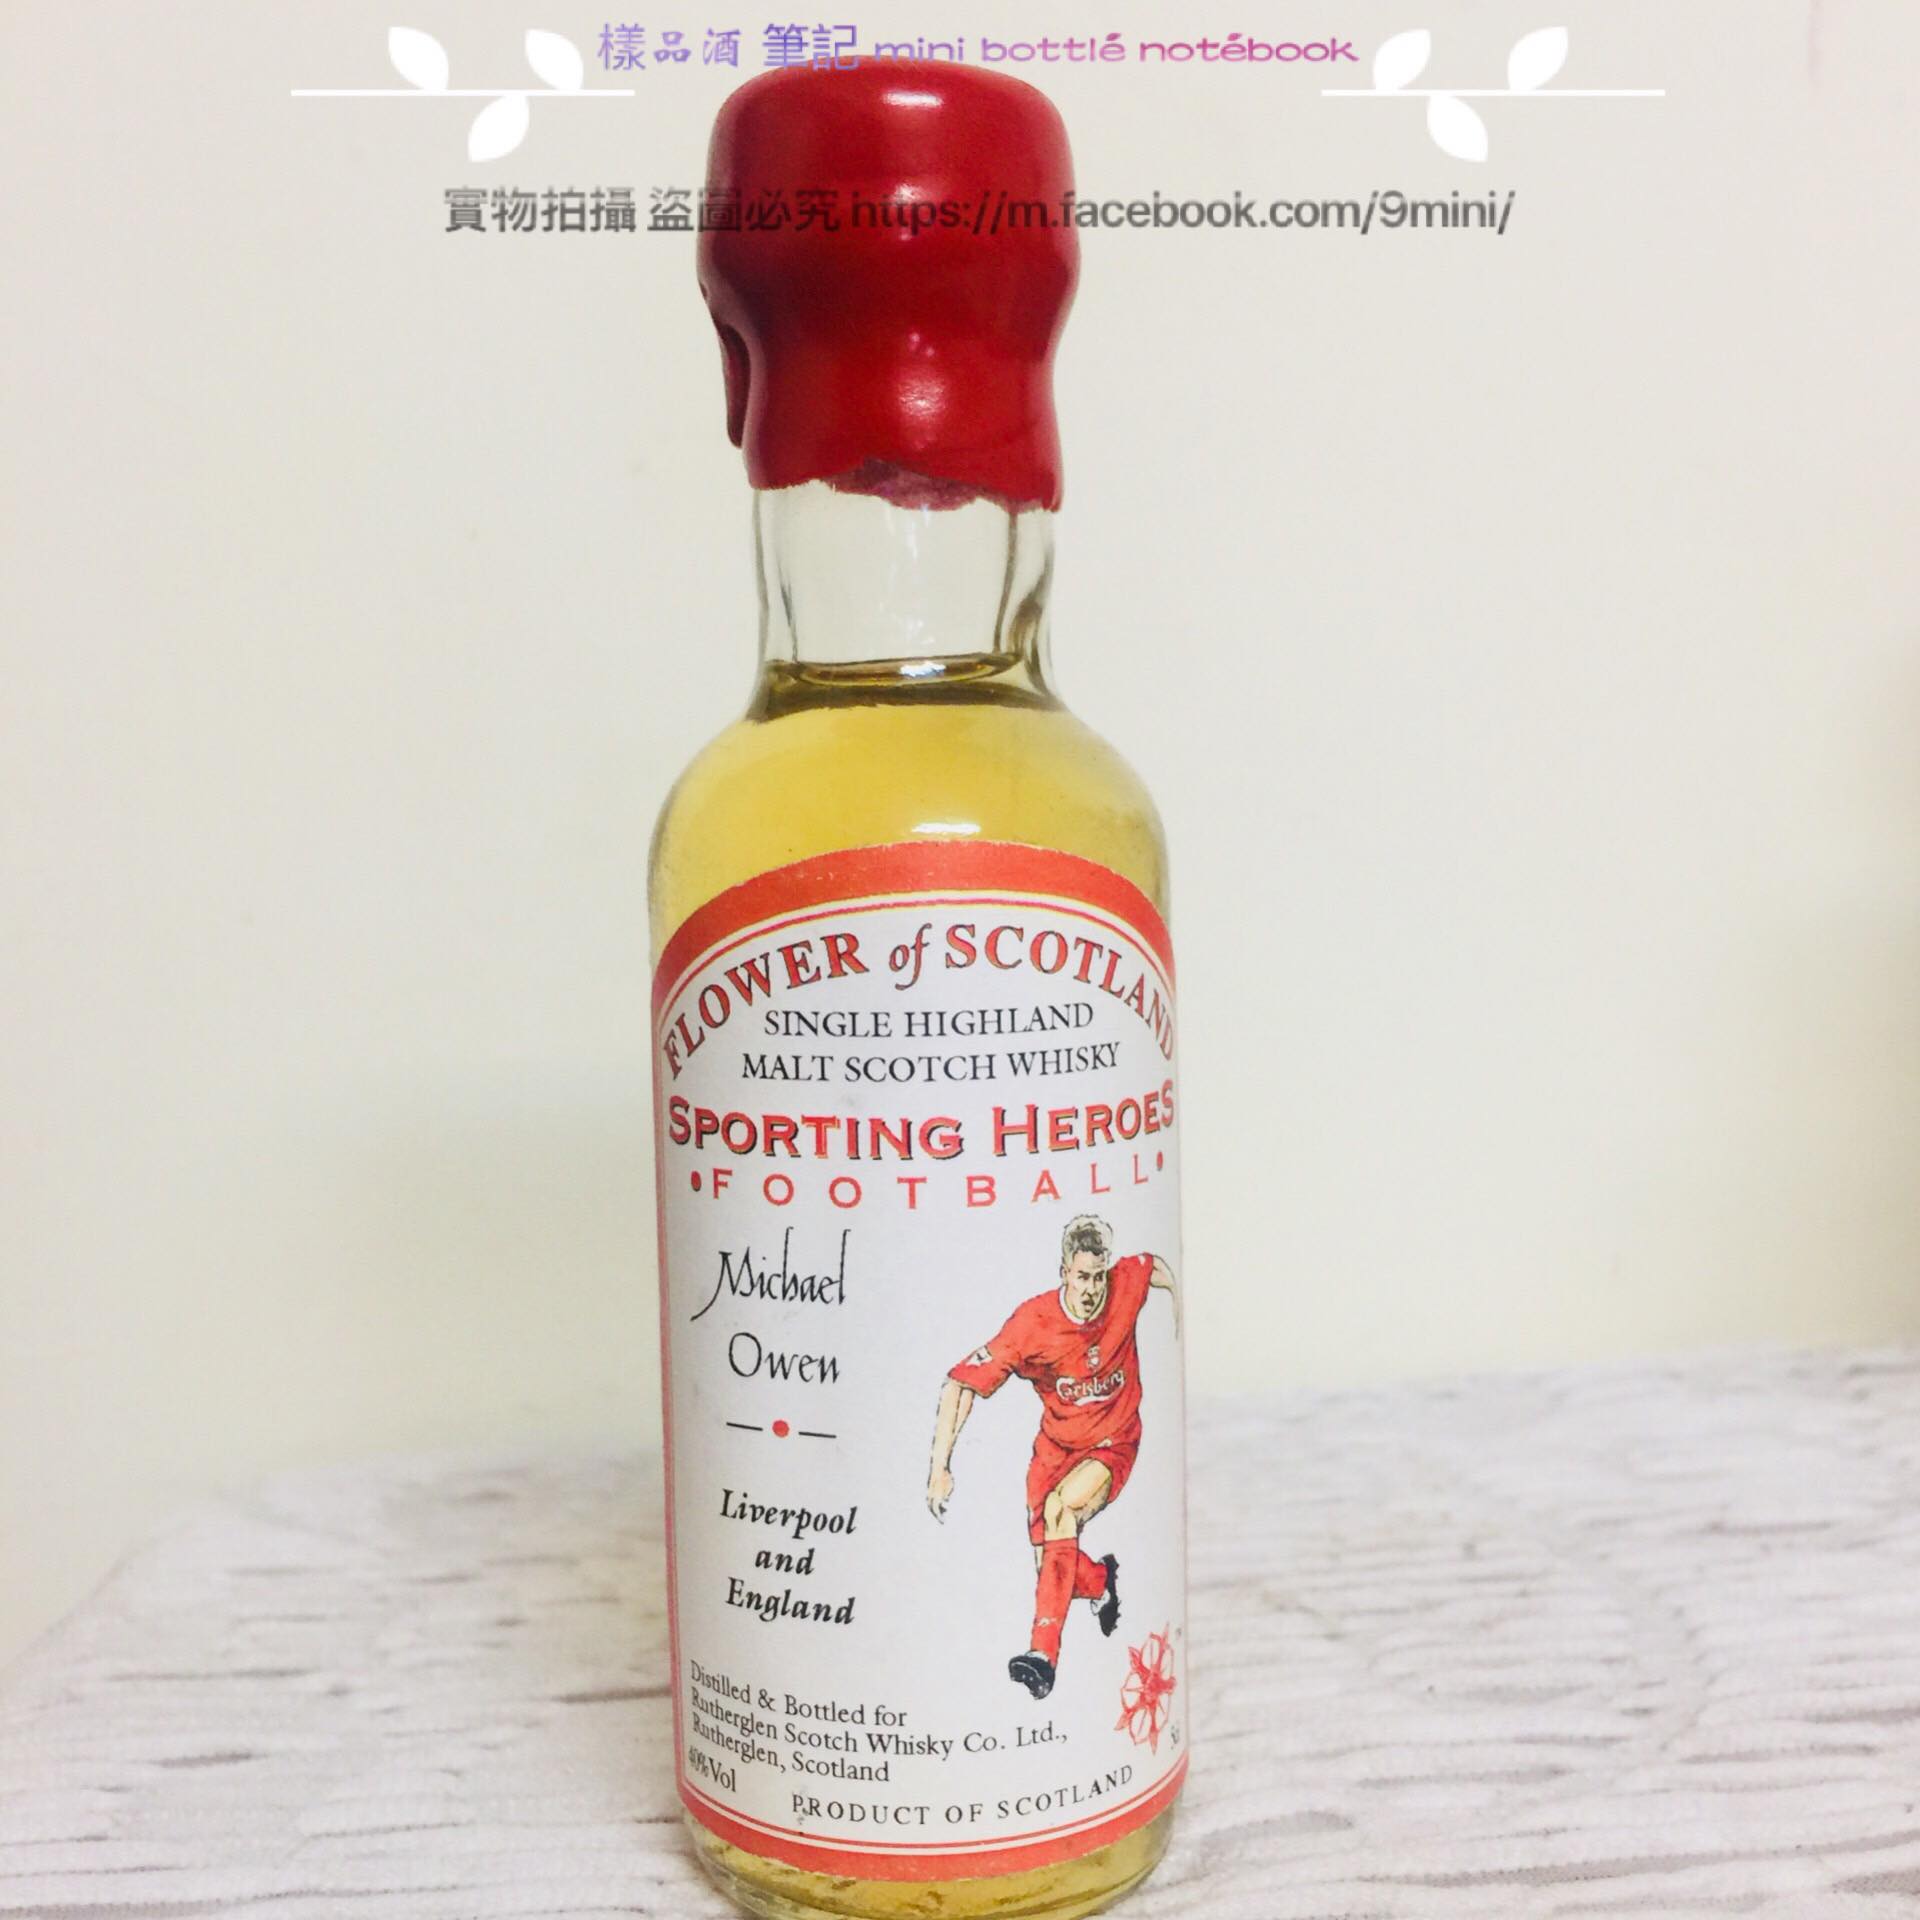 樣品酒 筆記 mini bottlé notébook
實物拍攝 盜圖必究 https://m.facebook.com/9mini/
FLOWER of SCOTLAND
SINGLE HIGHLAND
MALT SCOTCH WHISKY
SPORTING HEROES
•FOOTBALL•
Michael
Owen
Carlsberg
Liverpool
and
England
Distilled & Bottled for
Rutherglen Scotch Whisky Co. Ltd.,
Rutherglen, Scotland
40%Vol
PRODUCT OF SCOTLAND